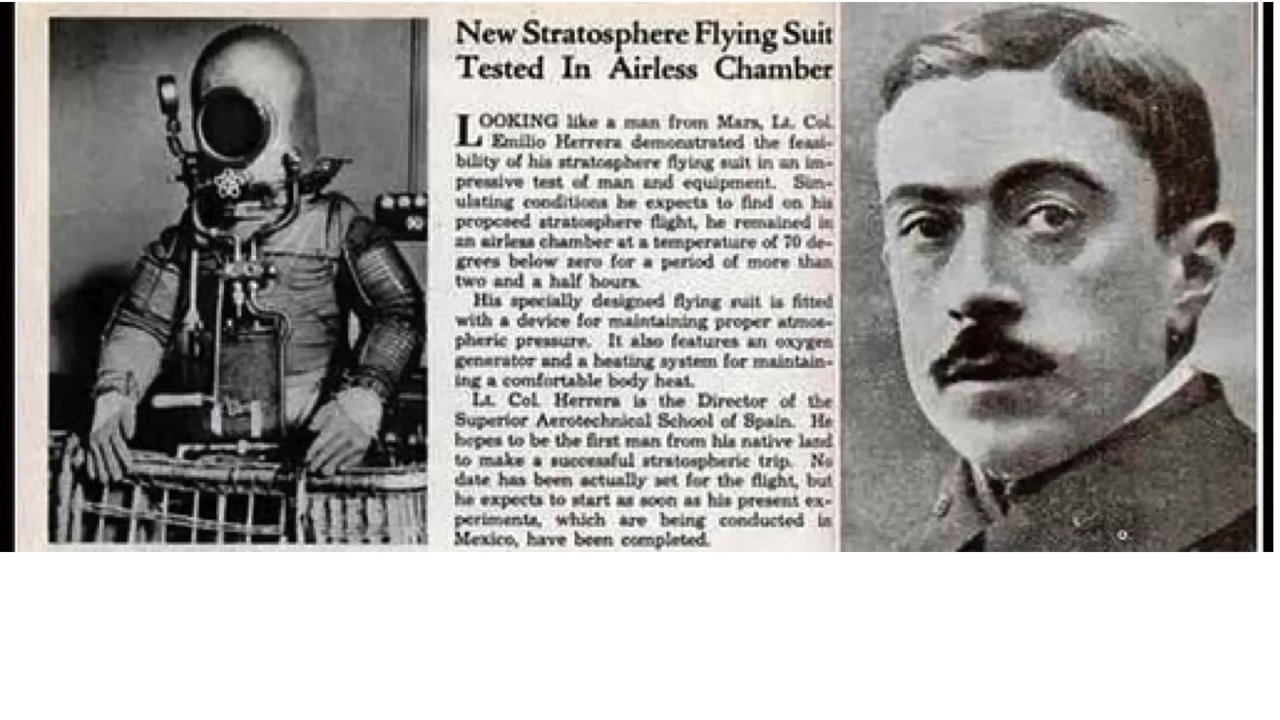 New Stratosphere Flying Suit
Tested In Airless Chamber
LOOKING like a man from Mars, Lt. Col.
Emilio Herrera demonstrated the feasi-
bility of his stratosphere flying suit in an im-
pressive test of man and equipment. Sim-
ulating conditions he expects to find on his
proposed stratosphere flight, he remained in
an airless chamber at a temperature of 70 de-
grees below zero for a period of more than
two and a half hours.
His specially designed flying suit is fitted
with a device for maintaining proper atmos-
pheric pressure. It also features an oxygen
generator and a heating system for maintain-
ing a comfortable body heat.
Lt. Col. Herrera is the Director of the
Superior Aerotechnical School of Spain. He
hopes to be the first man from his native land
to make a successful stratospheric trip. No
date has been actually set for the flight, but
he expects to start as soon as his present ex-
periments, which are being conducted in
Mexico, have been completed.